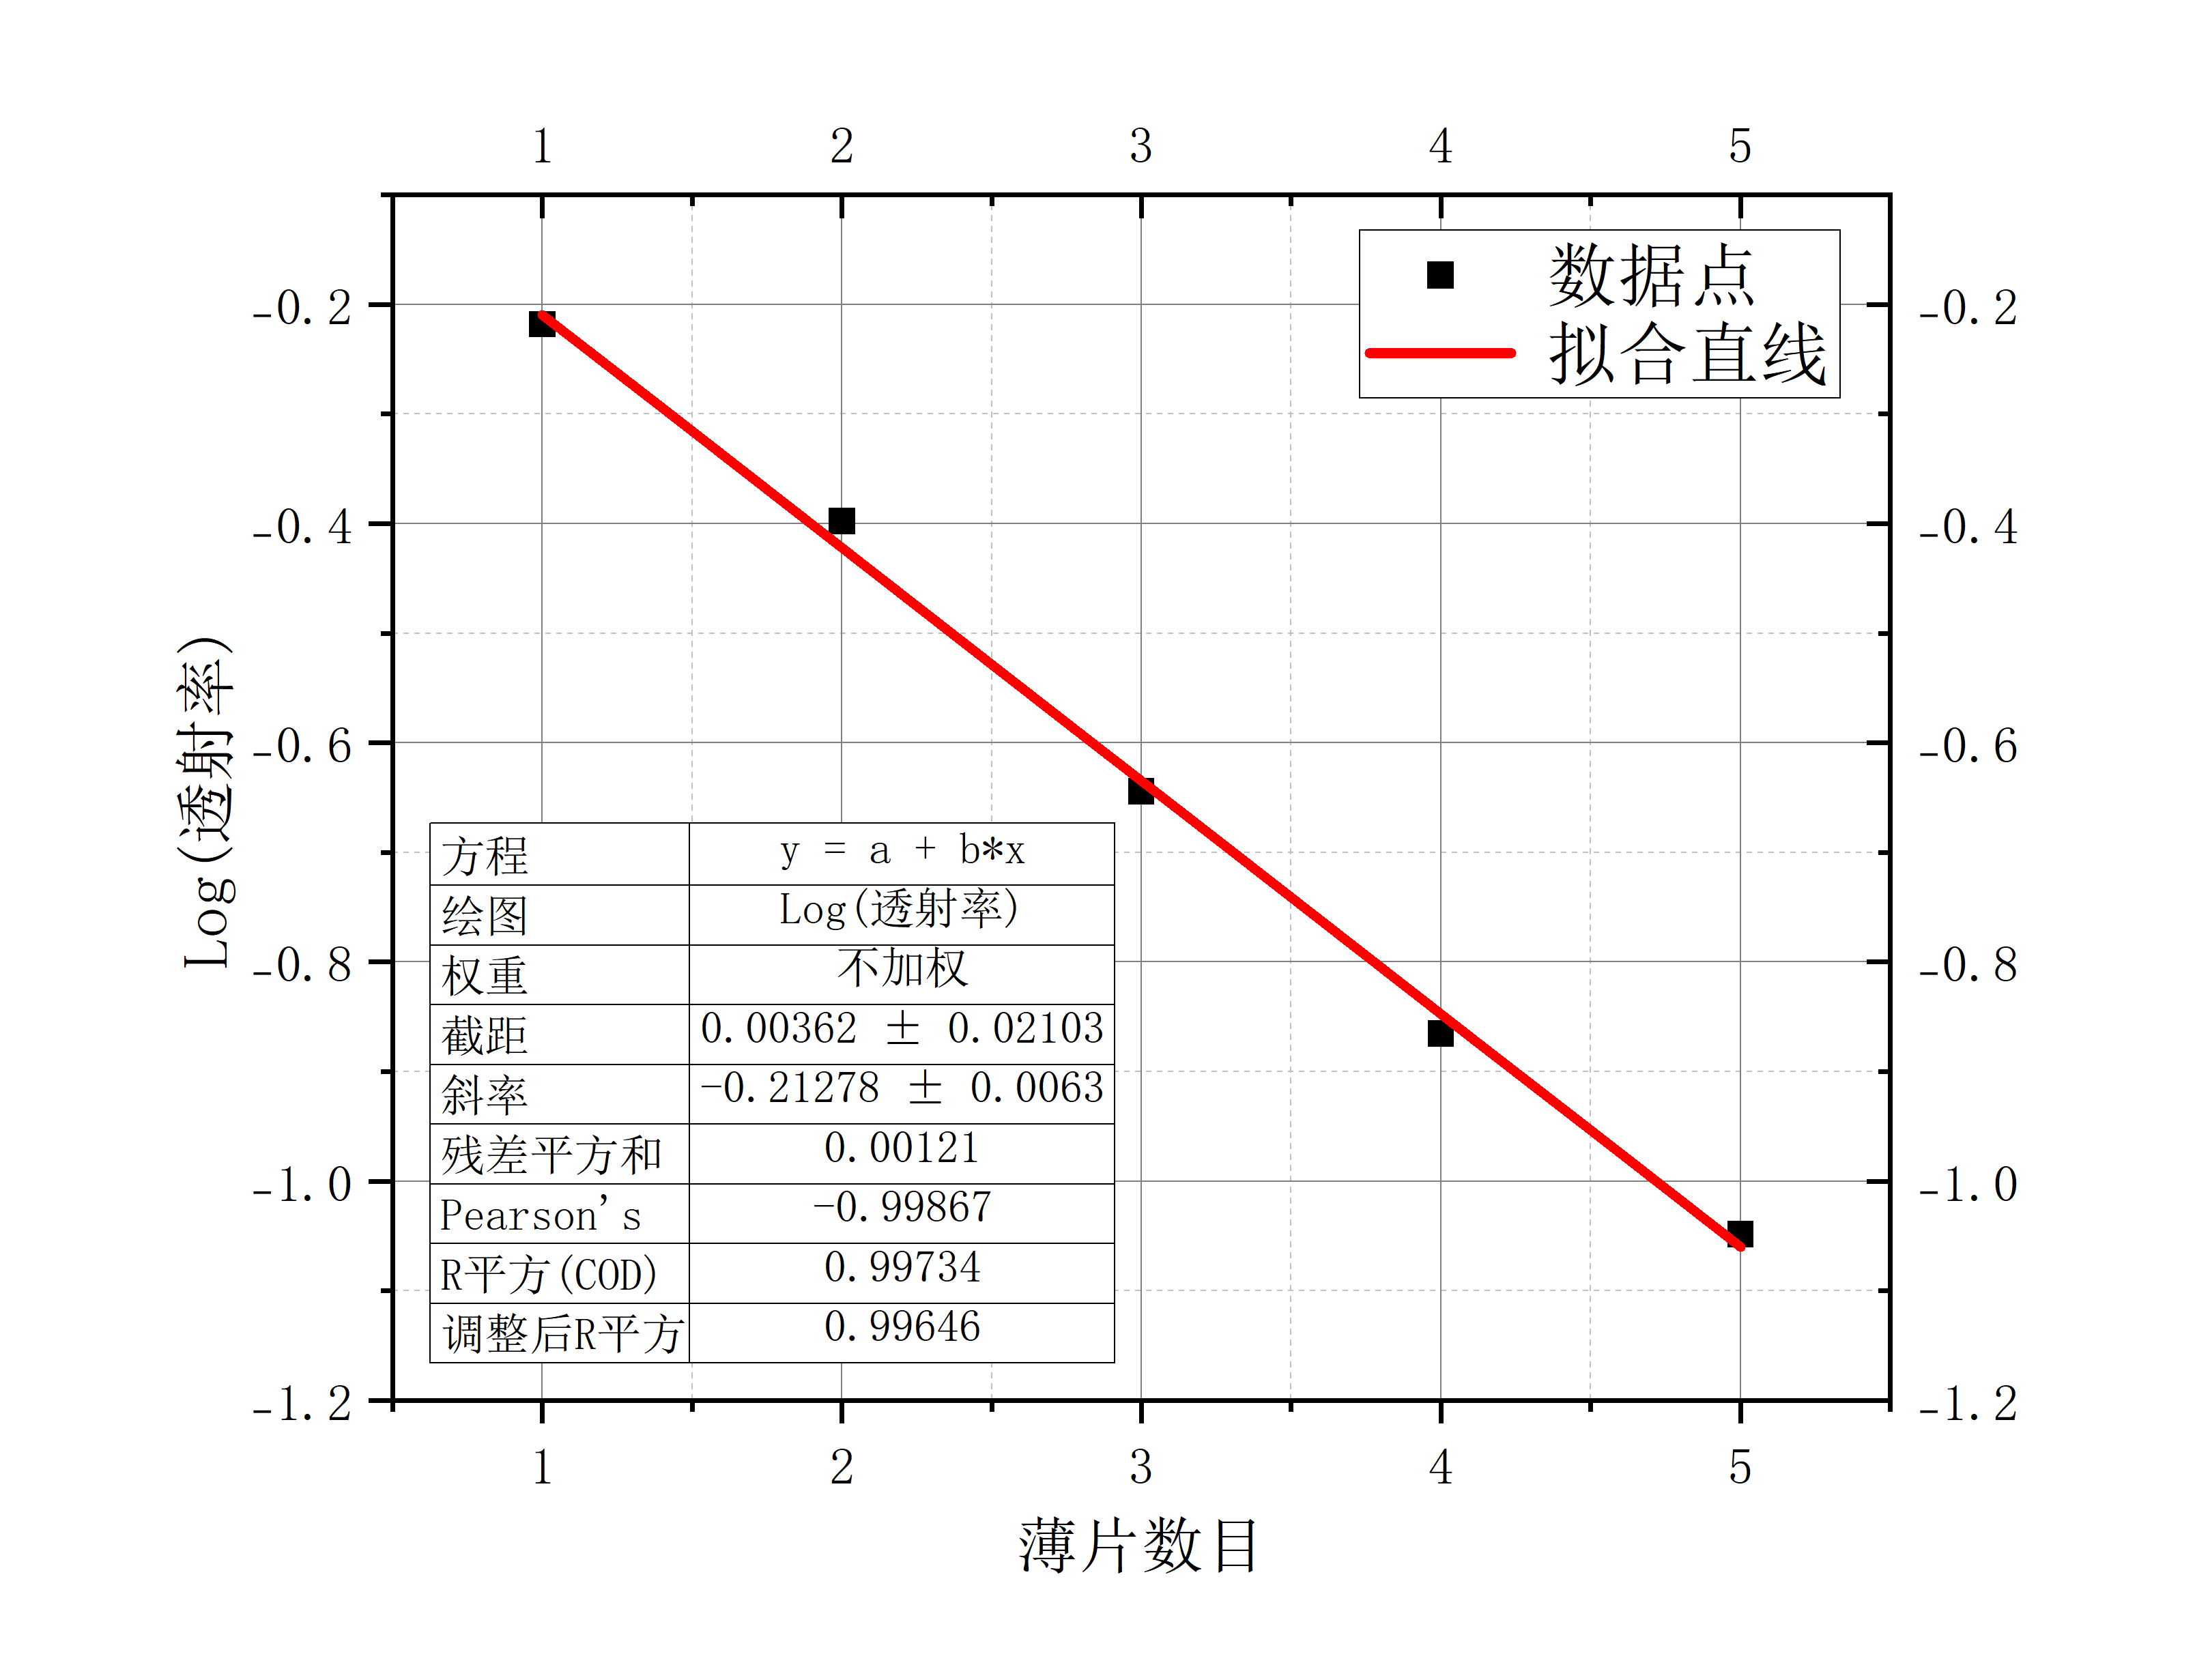 1 2 3 4 5
数据点
拟合直线
-0.2 -0.2
-0.4 -0.4
-0.6 -0.6
-0.8 -0.8
-1.0 -1.0
-1.2 -1.2
Log(透射率)
方程 y = a + b*x
绘图 Log(透射率)
权重 不加权
截距 0.00362 ± 0.02103
斜率 -0.21278 ± 0.0063
残差平方和 0.00121
Pearson's -0.99867
R平方(COD) 0.99734
调整后R平方 0.99646
1 2 3 4 5
薄片数目